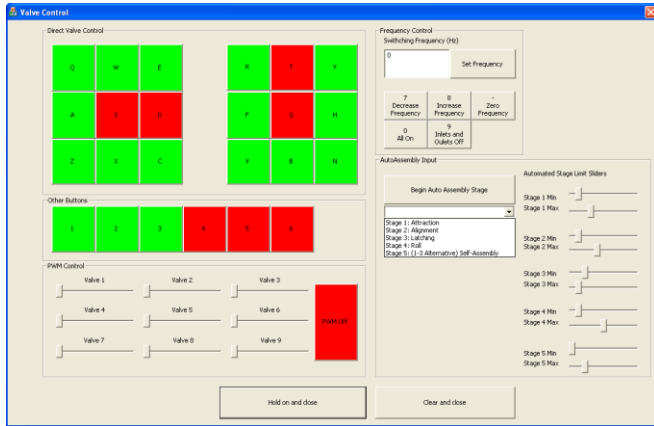 Valve Control
Direct Valve Control
Q W E
R T Y
A S D
F G H
Z X C
V B N
Other Buttons
1 2 3 4 5 6
PWM Control
Valve 1 Valve 2 Valve 3
Valve 4 Valve 5 Valve 6
PWM Off
Valve 7 Valve 8 Valve 9
Frequency Control
Swithching Frequency (Hz)
0
Set Frequency
7
Decrease
Frequency
8
Increase
Frequency
-
Zero
Frequency
0
All On
9
Inlets and
Oulets Off
AutoAssembly Input
Begin Auto Assembly Stage
Stage 1: Attraction
Stage 2: Alignment
Stage 3: Latching
Stage 4: Roll
Stage 5: (1-3 Alternative) Self-Assembly
Automated Stage Limit Sliders
Stage 1 Min
Stage 1 Max
Stage 2 Min
Stage 2 Max
Stage 3 Min
Stage 3 Max
Stage 4 Min
Stage 4 Max
Stage 5 Min
Stage 5 Max
Hold on and close
Clear and close